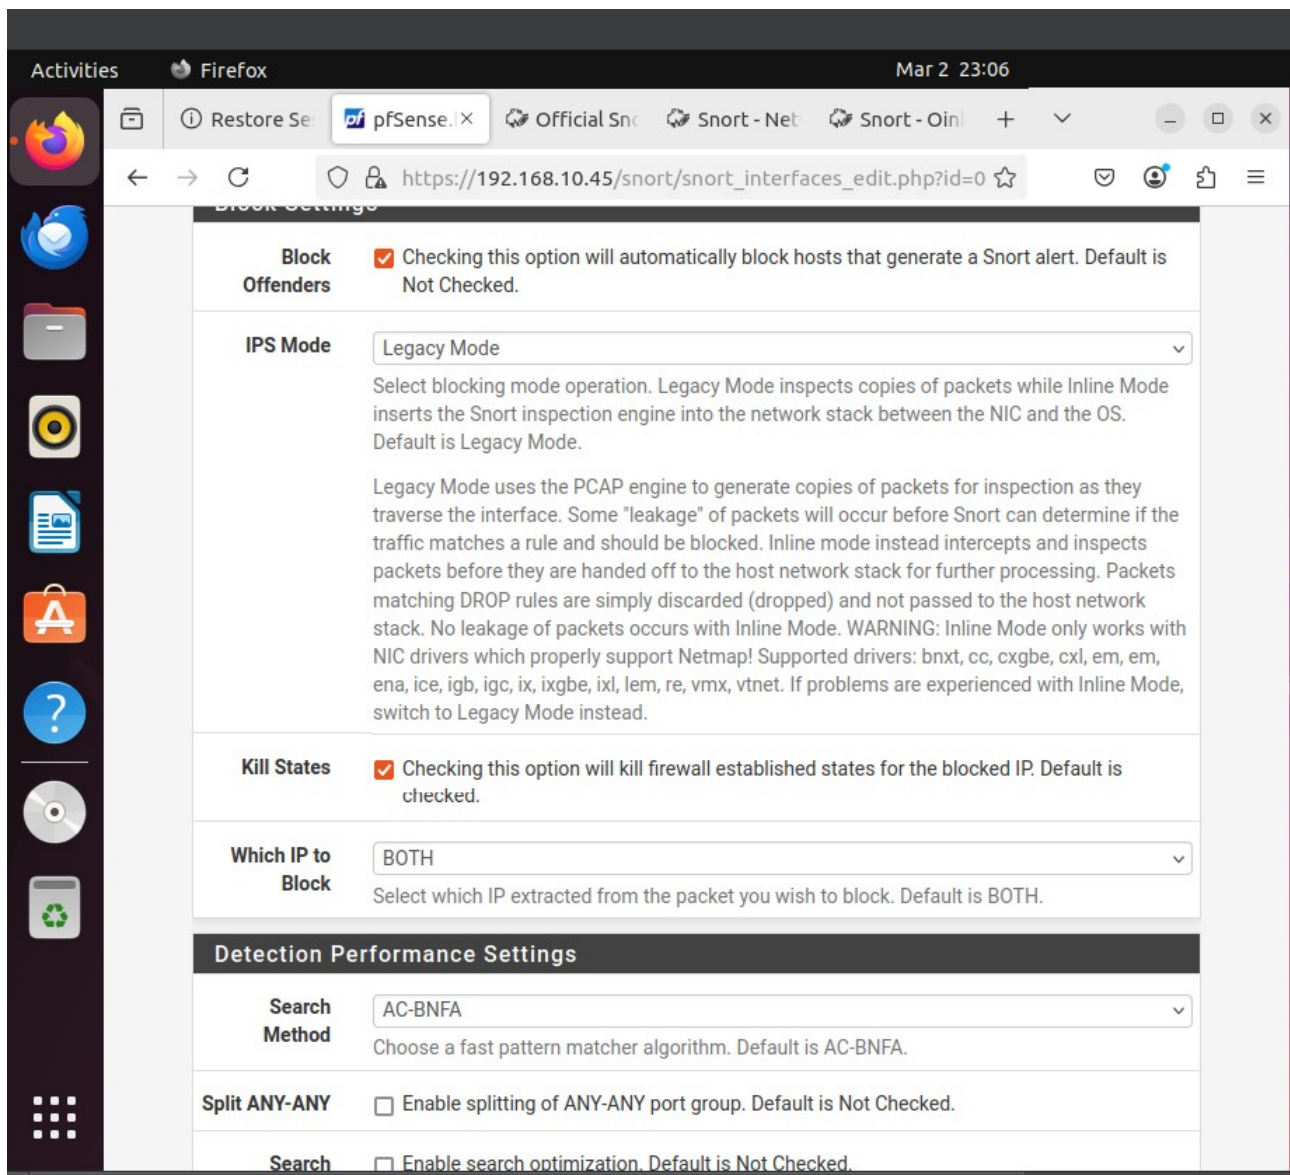 Activities Firefox Mar 2 23:06
Restore Se pfSense. Official Sno Snort - Net Snort - Oin
https://192.168.10.45/snort/snort_interfaces_edit.php?id=0
Block Settings
Block Checking this option will automatically block hosts that generate a Snort alert. Default is
Offenders Not Checked.
IPS Mode Legacy Mode
Select blocking mode operation. Legacy Mode inspects copies of packets while Inline Mode
inserts the Snort inspection engine into the network stack between the NIC and the OS.
Default is Legacy Mode.
Legacy Mode uses the PCAP engine to generate copies of packets for inspection as they
traverse the interface. Some "leakage" of packets will occur before Snort can determine if the
traffic matches a rule and should be blocked. Inline mode instead intercepts and inspects
packets before they are handed off to the host network stack for further processing. Packets
matching DROP rules are simply discarded (dropped) and not passed to the host network
stack. No leakage of packets occurs with Inline Mode. WARNING: Inline Mode only works with
NIC drivers which properly support Netmap! Supported drivers: bnxt, cc, cxgbe, cxl, em, em,
ena, ice, igb, igc, ix, ixgbe, ixl, lem, re, vmx, vtnet. If problems are experienced with Inline Mode,
switch to Legacy Mode instead.
Kill States Checking this option will kill firewall established states for the blocked IP. Default is
checked.
Which IP to BOTH
Block
Select which IP extracted from the packet you wish to block. Default is BOTH.
Detection Performance Settings
Search AC-BNFA
Method
Choose a fast pattern matcher algorithm. Default is AC-BNFA.
Split ANY-ANY Enable splitting of ANY-ANY port group. Default is Not Checked.
Search Enable search optimization. Default is Not Checked.